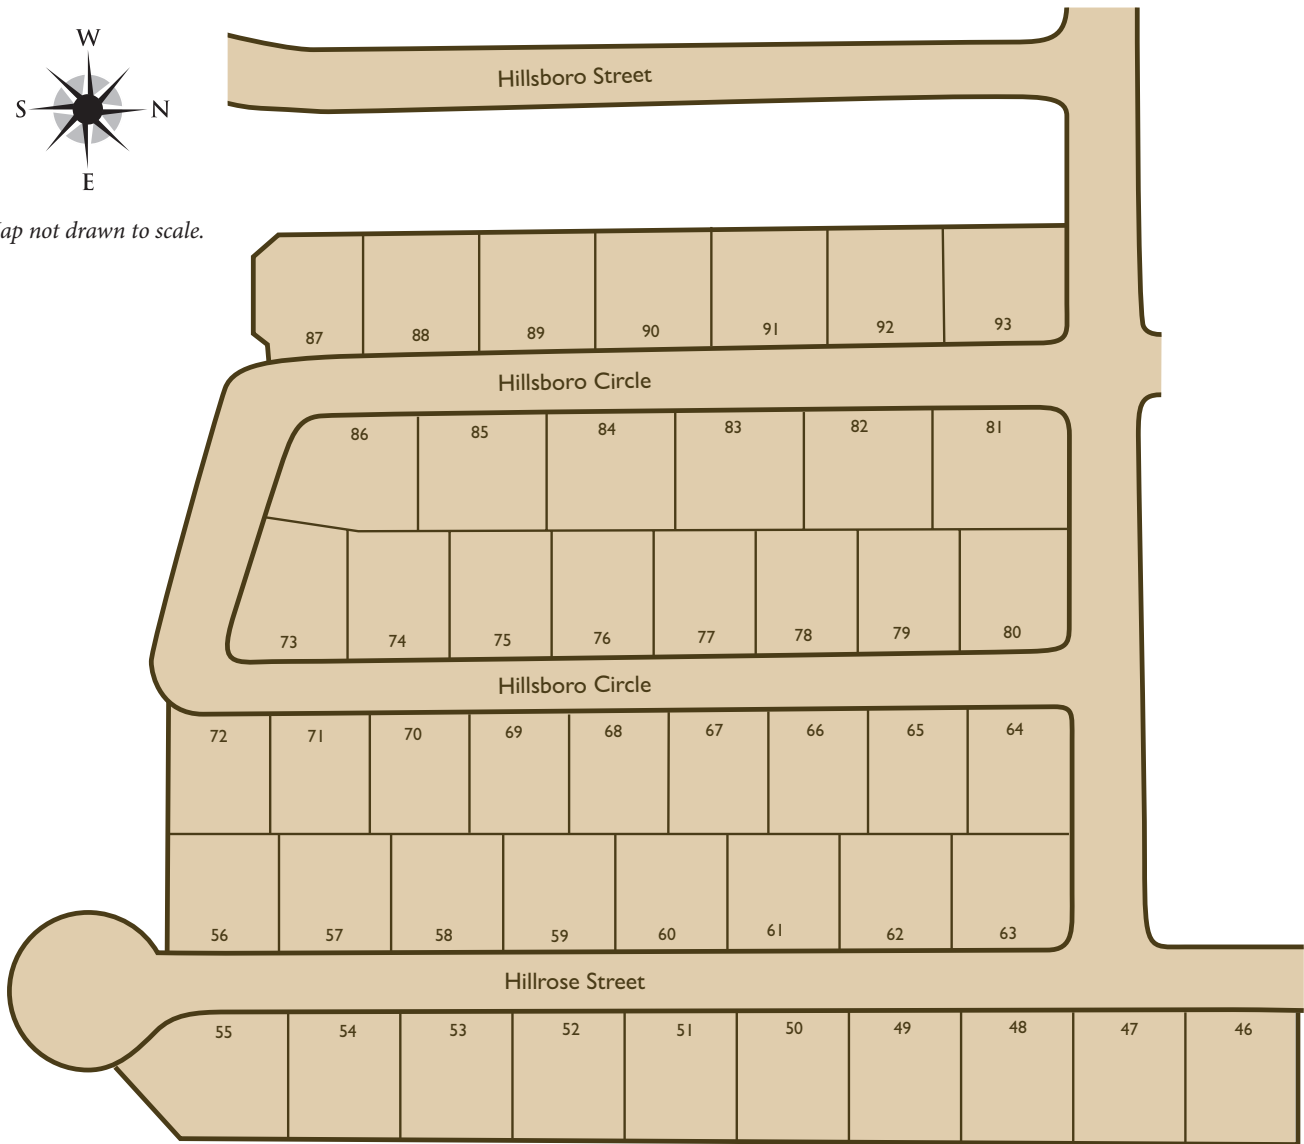 W
Hillsboro Street
S N
E
ap not drawn to scale.
87 88 89 90 91 92 93
Hillsboro Circle
86 85 84 83 82 81
73 74 75 76 77 78 79 80
Hillsboro Circle
72 71 70 69 68 67 66 65 64
56 57 58 59 60 61 62 63
Hillrose Street
55 54 53 52 51 50 49 48 47 46